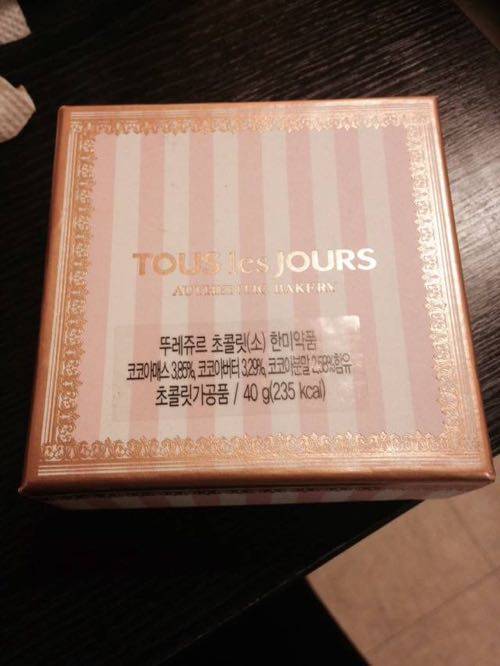 TOUS les JOURS
AUTHENTIC BAKERY
뚜레쥬르 초콜릿(소) 한미약품
코코아매스 3.85%, 코코아버터 3.29%, 코코아분말 2.58%함유
초콜릿가공품 / 40 g(235 kcal)